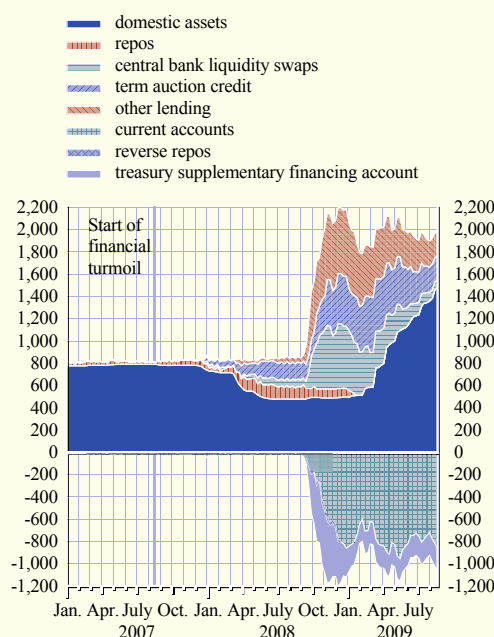 domestic assets
repos
central bank liquidity swaps
term auction credit
other lending
current accounts
reverse repos
treasury supplementary financing account
2,200 2,200
2,000 2,000
1,800 1,800
1,600 1,600
1,400 1,400
1,200 1,200
1,000 1,000
800 800
600 600
400 400
200 200
0 0
-200 -200
-400 -400
-600 -600
-800 -800
-1,000 -1,000
-1,200 -1,200
Start of
financial
turmoil
Jan. Apr. July Oct. Jan. Apr. July Oct. Jan. Apr. July
2007 2008 2009